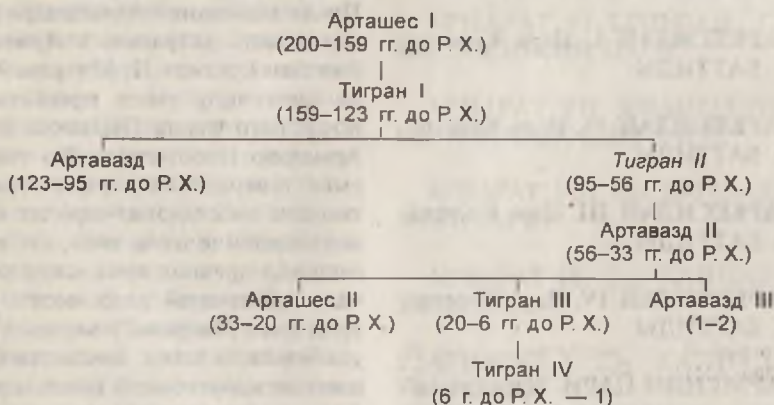 Арташес I
(200–159 гг. до Р. Х.)
Тигран I
(159–123 гг. до Р. Х.)
Артавазд I
(123–95 гг. до Р. Х.)
Тигран II
(95–56 гг. до Р. Х.)
Артавазд II
(56–33 гг. до Р. Х.)
Арташес II
(33–20 гг. до Р. Х.)
Тигран III
(20–6 гг. до Р. Х.)
Артавазд III
(1–2)
Тигран IV
(6 г. до Р. Х. — 1)